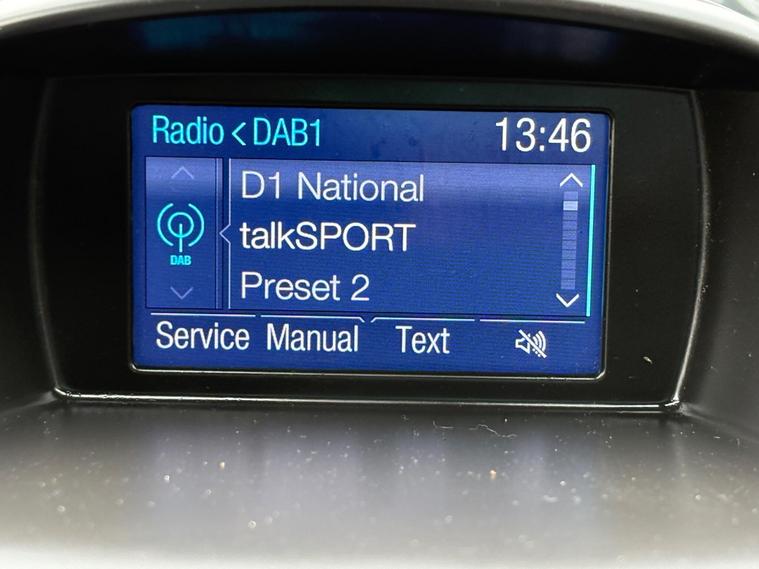 Radio < DAB1 13:46
D1 National
talkSPORT
DAB
Preset 2
Service Manual Text